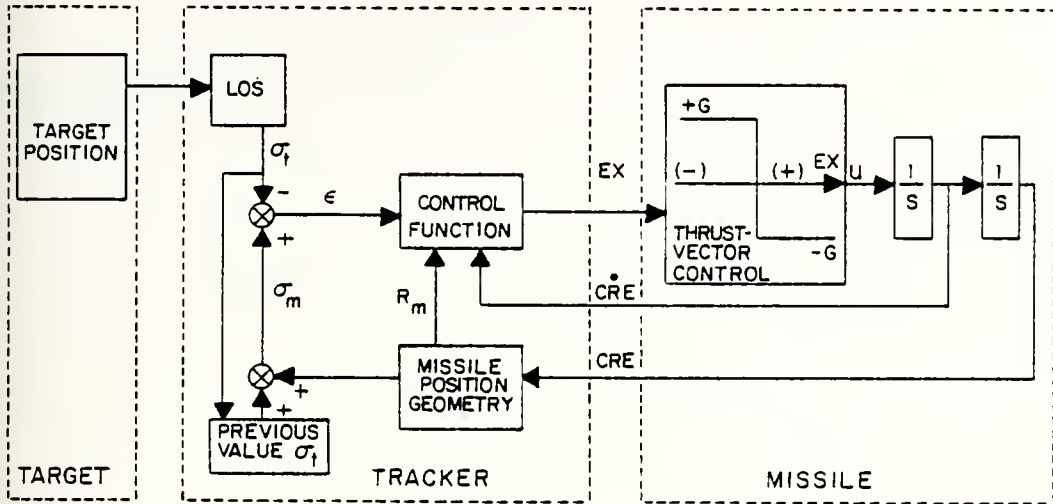 LOS
TARGET
POSITION
σt
-
+
ϵ
CONTROL
FUNCTION
EX
+G
(-)
(+)
EX
u
THRUST-
VECTOR
CONTROL
-G
1
S
1
S
σm
Rm
CṘE
CRE
MISSILE
POSITION
GEOMETRY
+
+
PREVIOUS
VALUE σt
TARGET
TRACKER
MISSILE